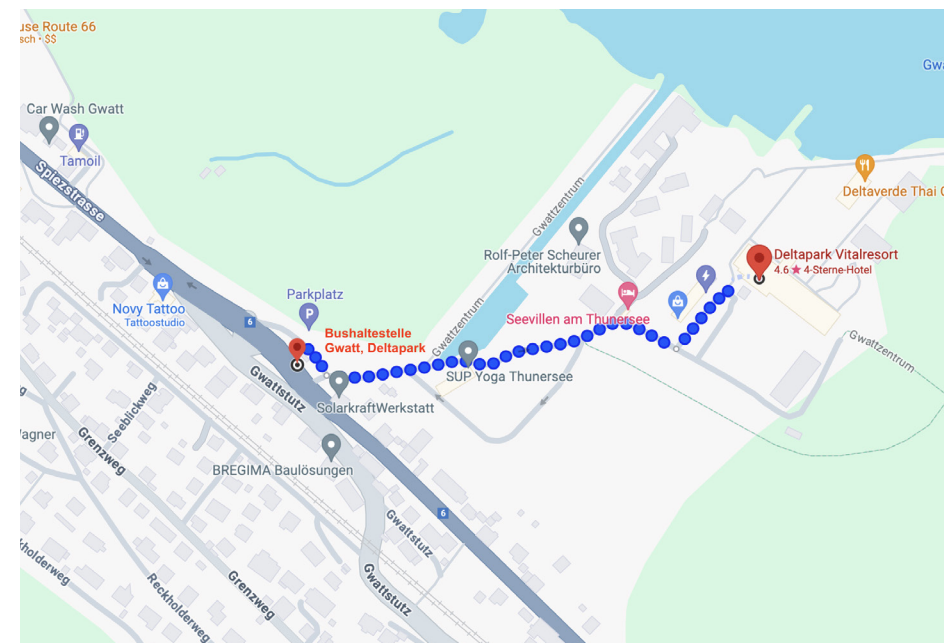 use Route 66
sch · $$
Car Wash Gwatt
Tamoil
Spiezstrasse
Gwa
Deltaverde Thai
Gwattzentrum
Rolf-Peter Scheurer
Architekturbüro
Deltapark Vitalresort
4.6 ★ 4-Sterne-Hotel
Parkplatz
Novy Tattoo
Tattoostudio
6
Seevillen am Thunersee
Gwattzentrum
Bushaltestelle
Gwatt, Deltapark
Gwattzentrum
SUP Yoga Thunersee
Gwattstutz
SolarkraftWerkstatt
Seeblickweg
agner
Grenzweg
BREGIMA Baulösungen
6
Gwattstutz
Gwattstutz
Reckholderweg
Grenzweg